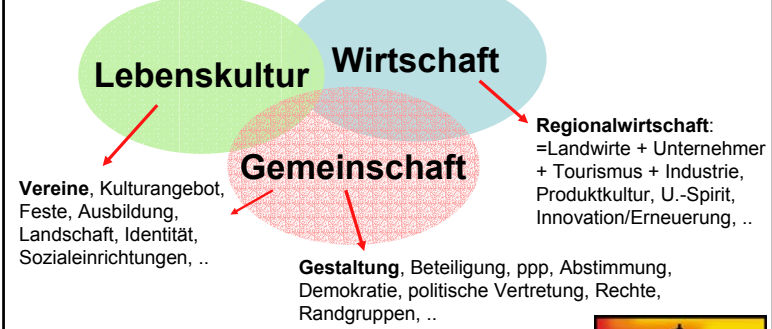 Lebenskultur
Wirtschaft
Gemeinschaft
Regionalwirtschaft:
=Landwirte + Unternehmer
+ Tourismus + Industrie,
Produktkultur, U.-Spirit,
Innovation/Erneuerung, ..
Vereine, Kulturangebot,
Feste, Ausbildung,
Landschaft, Identität,
Sozialeinrichtungen, ..
Gestaltung, Beteiligung, ppp, Abstimmung,
Demokratie, politische Vertretung, Rechte,
Randgruppen, ..